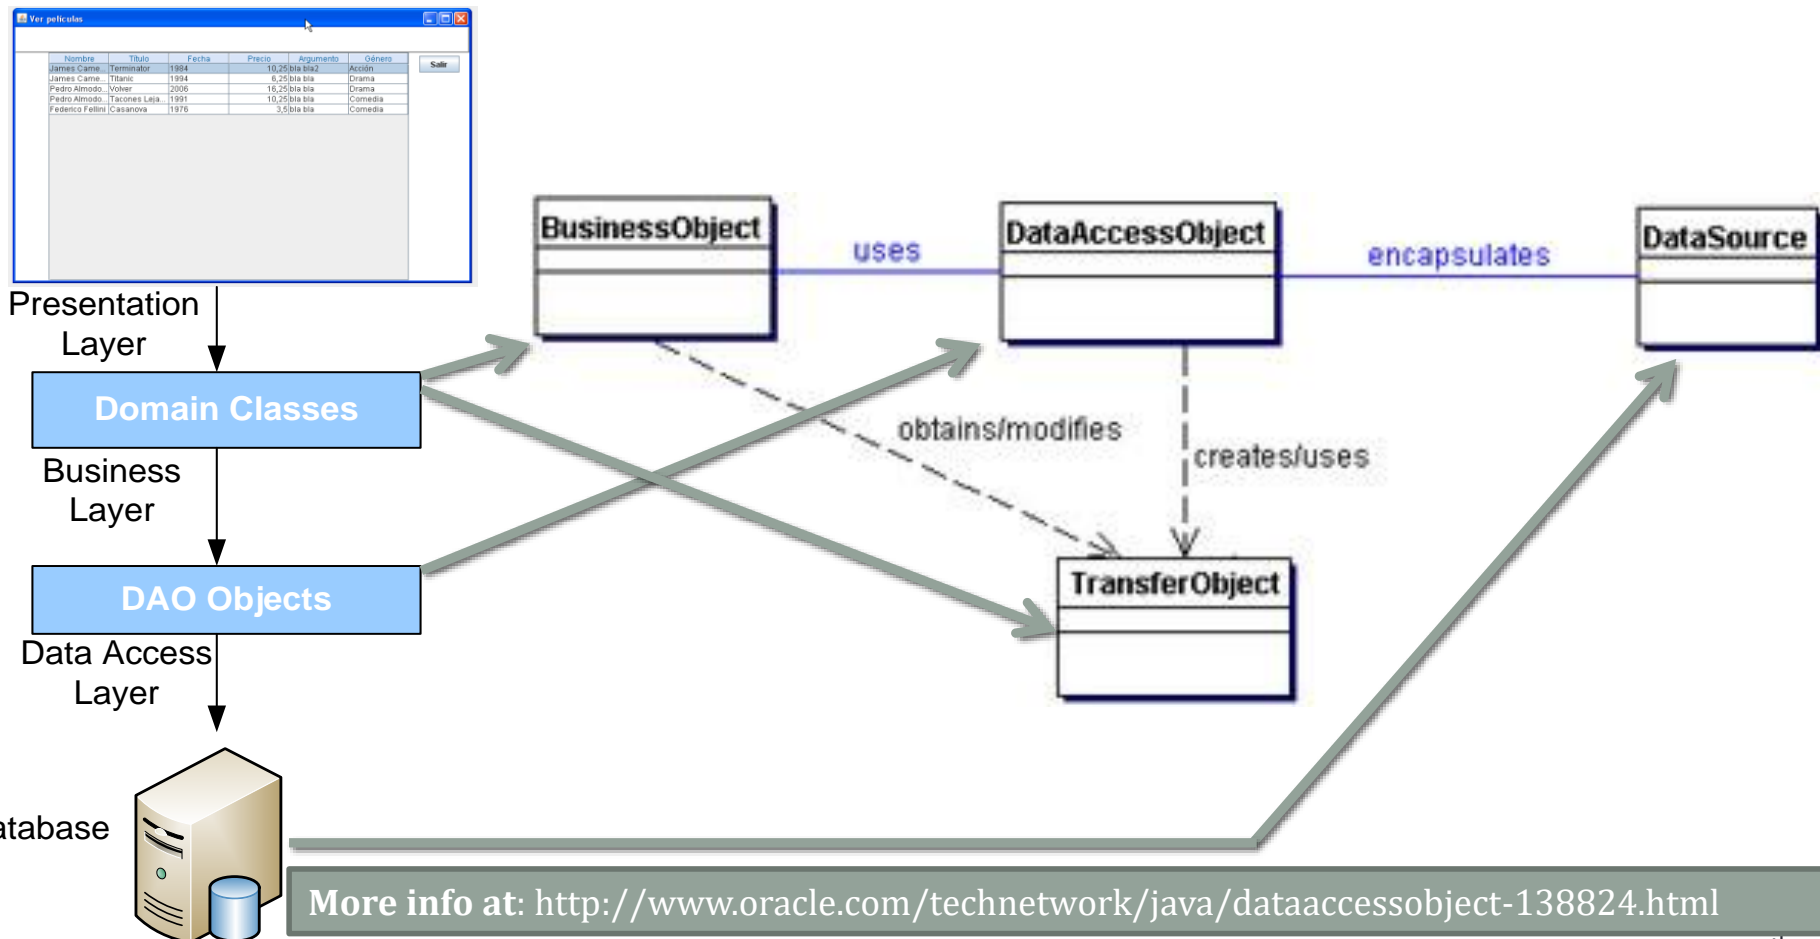 Ver películas
Nombre Título Fecha Precio Argumento Género
James Came... Terminator 1984 10,25 bla bla2 Acción
James Came... Titanic 1994 6,25 bla bla Drama
Pedro Almodo... Volver 2006 16,25 bla bla Drama
Pedro Almodo... Tacones Leja... 1991 10,25 bla bla Comedia
Federico Fellini Casanova 1976 3,5 bla bla Comedia
Salir
Presentation
Layer
Domain Classes
Business
Layer
DAO Objects
Data Access
Layer
atabase
BusinessObject
uses
DataAccessObject
encapsulates
DataSource
obtains/modifies
creates/uses
TransferObject
More info at: http://www.oracle.com/technetwork/java/dataaccessobject-138824.html